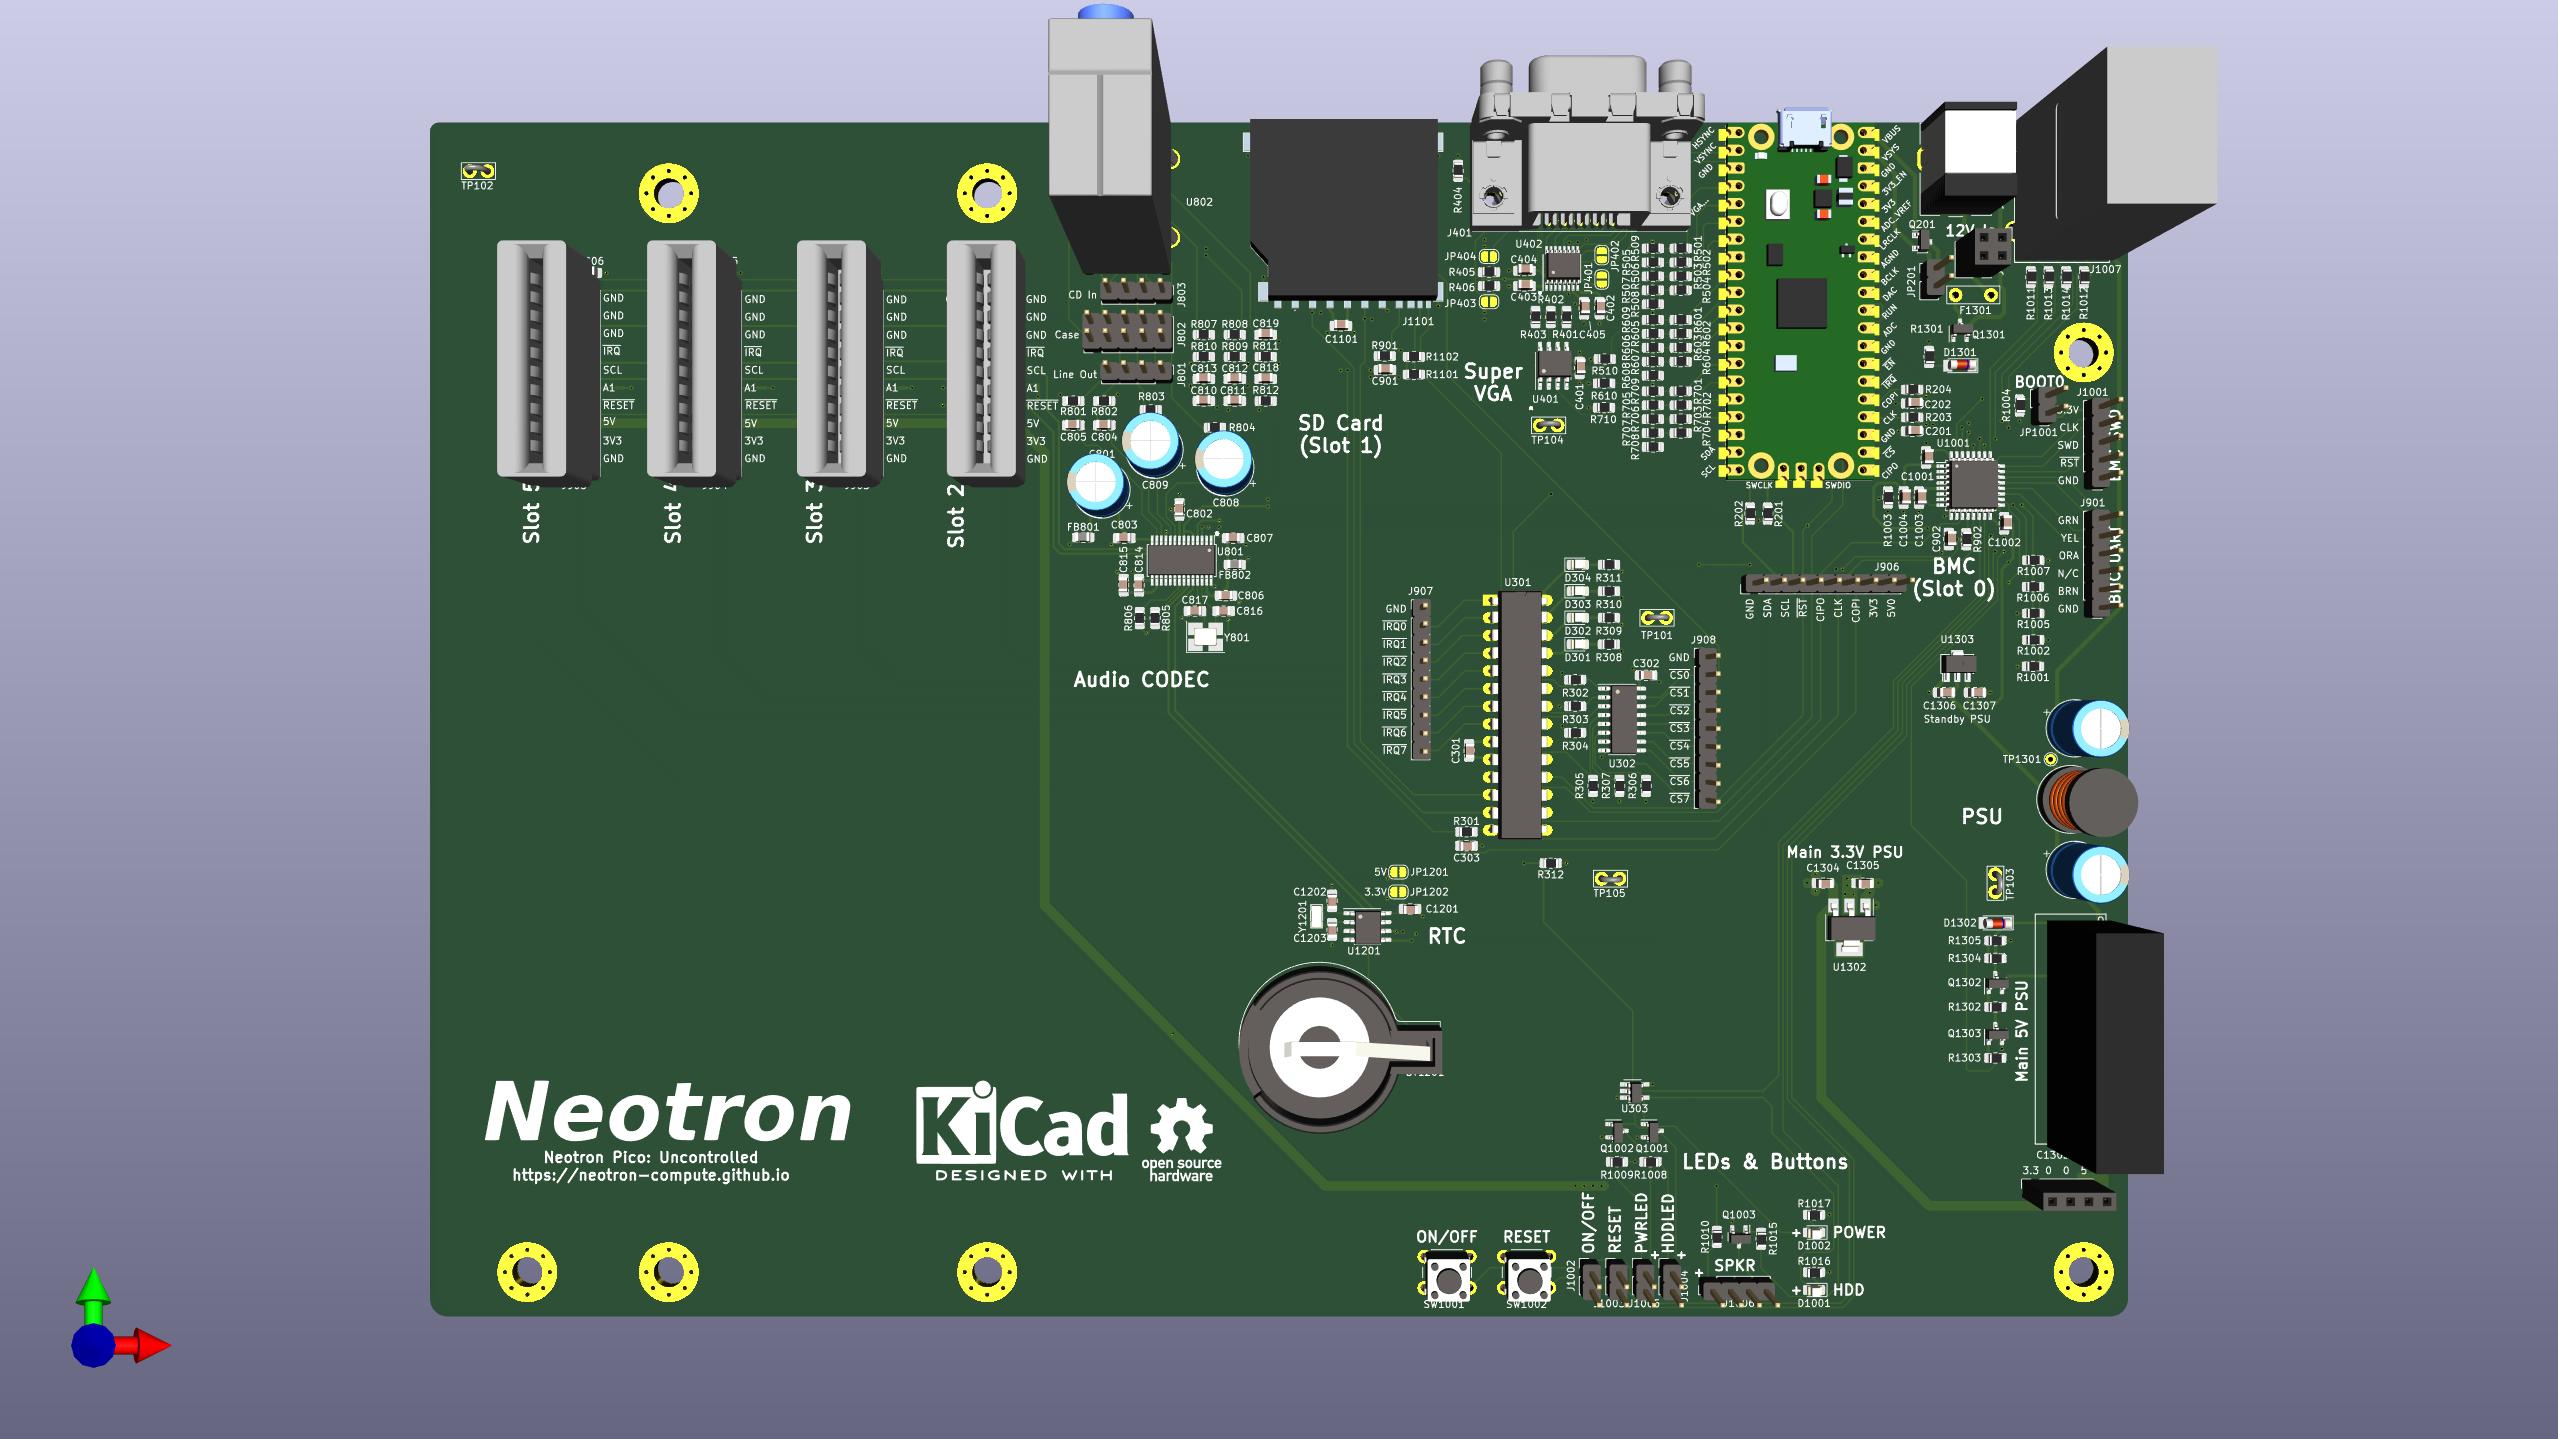 TP102
U802
R404
J401
HSYNC
VSYNC
GND
VBUS
VSYS
GND
3V3_EN
3V3
ADC_VREF
LRCLK
AGND
BCLK
DAC
RUN
ADC
GND
EN
IRQ
COPI
CLK
GND
CS
CIPO
SDA
SCL
SWCLK
SWDIO
Q201
JP201
F1301
J1007
R1011
R1013
R1014
R1012
R1301
Q1301
D1301
GND
GND
GND
IRQ
SCL
A1
RESET
5V
3V3
GND
GND
GND
GND
IRQ
SCL
A1
RESET
5V
3V3
GND
GND
GND
GND
IRQ
SCL
A1
RESET
5V
3V3
GND
GND
GND
GND
IRQ
SCL
A1
RESET
5V
3V3
GND
Slot 2
CD In
J803
Case
J802
Line Out
J801
R807 R808 C819
R810 R809 R811
C813 C812 C818
C810 C811 R812
R801 R802
C805 C804
R803
R804
C801
C809
C808
C802
FB801
C803
C815
C814
U801
C807
FB802
C806
C816
C817
R806
R805
Y801
Audio CODEC
J1101
C1101
R901
C901
R1102
R1101
SD Card
(Slot 1)
JP404
R405
R406
JP403
U402
C404
C403
JP402
JP401
R402
C402
R403
R401
C405
Super
VGA
U401
C401
R510
R610
R710
TP104
BOOT0
R1004
JP1001
J1001
CLK
SWD
RST
GND
R204
C202
R203
C201
U1001
C1001
R1003
C1004
C1003
C902
R902
C1002
J901
GRN
YEL
ORA
N/C
BRN
GND
R202
R201
J906
GND
SDA
SCL
RST
CIPO
CLK
COPI
3V3
5V0
BMC
(Slot 0)
R1007
R1006
R1005
R1002
R1001
U1303
C1306 C1307
Standby PSU
TP1301
PSU
J907
GND
IRQ0
IRQ1
IRQ2
IRQ3
IRQ4
IRQ5
IRQ6
IRQ7
U301
C301
D304 R311
D303 R310
D302 R309
D301 R308
TP101
R302
R303
R304
C302
U302
R305
R307
R306
J908
GND
CS0
CS1
CS2
CS3
CS4
CS5
CS6
CS7
R301
C303
R312
TP105
5V JP1201
3.3V JP1202
C1202
Y1201
C1203
C1201
U1201
RTC
Main 3.3V PSU
C1304 C1305
U1302
TP103
D1302
R1305
R1304
Q1302
R1302
Q1303
R1303
Main 5V PSU
3.3 0 0 5
Neotron
Neotron Pico: Uncontrolled
https://neotron-compute.github.io
KiCad
DESIGNED WITH
open source
hardware
U303
Q1002 Q1001
R1009 R1008
LEDs & Buttons
ON/OFF
RESET
SW1001
SW1002
ON/OFF
RESET
PWRLED
HDDLED
J1002
R1010
Q1003
R1015
SPKR
R1017
POWER
D1002
R1016
HDD
D1001